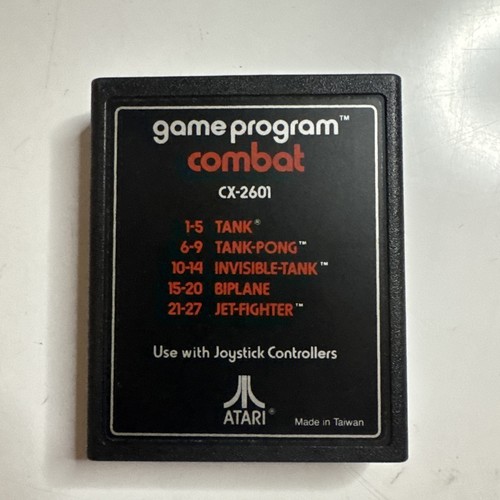 game program™
combat
CX-2601
1-5 TANK®
6-9 TANK-PONG™
10-14 INVISIBLE-TANK™
15-20 BIPLANE
21-27 JET-FIGHTER™
Use with Joystick Controllers
ATARI®
Made in Taiwan